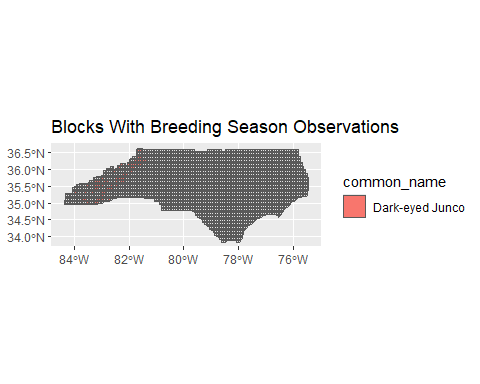 Blocks With Breeding Season Observations
36.5°N
36.0°N
35.5°N
35.0°N
34.5°N
34.0°N
84°W 82°W 80°W 78°W 76°W
common_name
Dark-eyed Junco